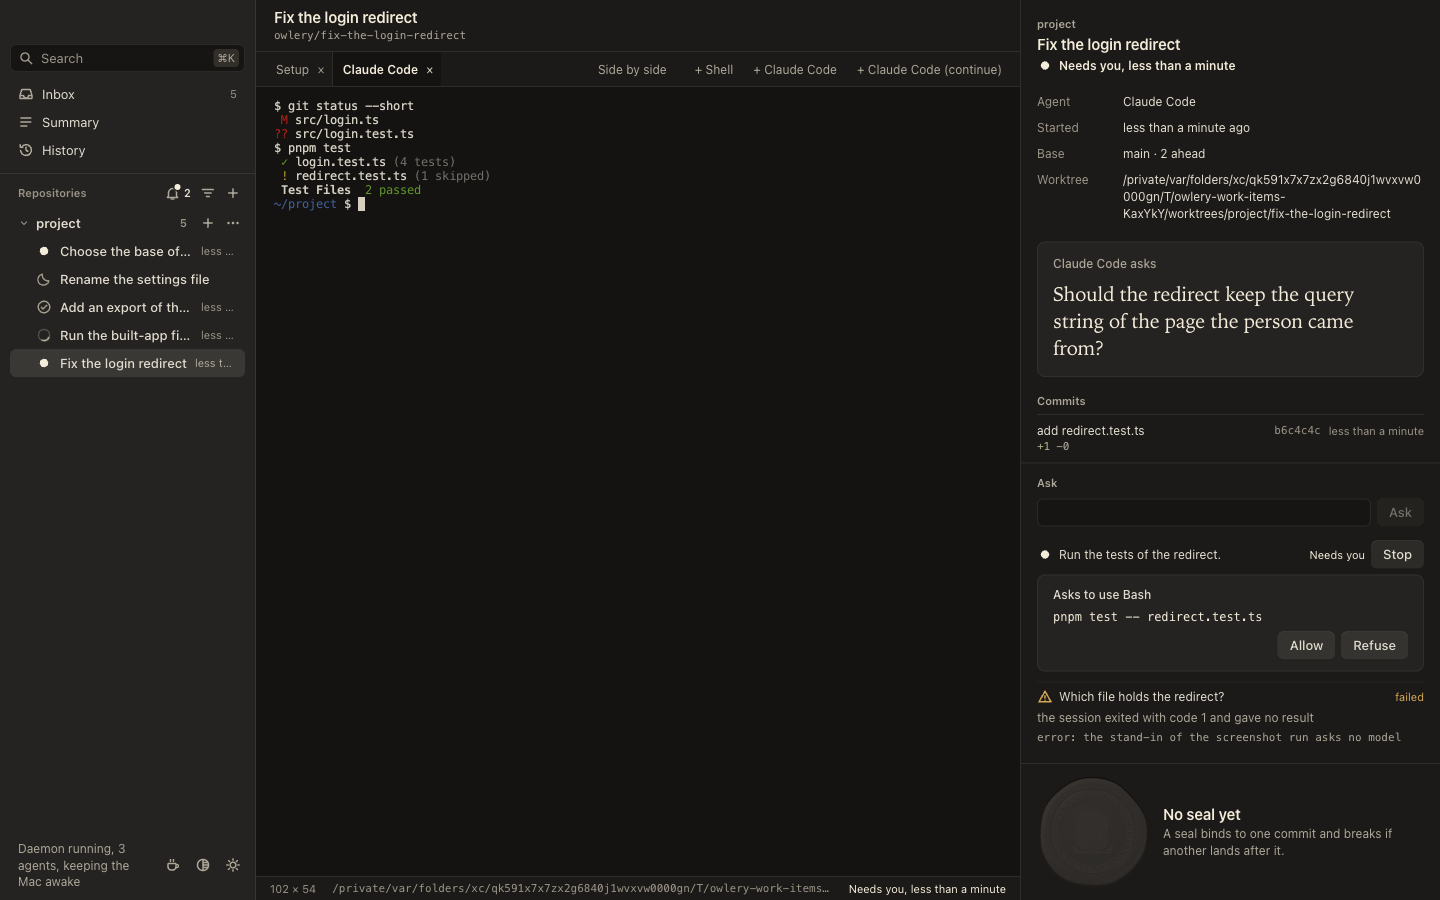 Search ⌘K
Inbox 5
Summary
History
Repositories 2
project 5
Choose the base of... less ...
Rename the settings file
Add an export of th... less ...
Run the built-app fi... less ...
Fix the login redirect less t...
Daemon running, 3
agents, keeping the
Mac awake
Fix the login redirect
owlery/fix-the-login-redirect
Setup × Claude Code × Side by side + Shell + Claude Code + Claude Code (continue)
$ git status --short
M src/login.ts
?? src/login.test.ts
$ pnpm test
✓ login.test.ts (4 tests)
! redirect.test.ts (1 skipped)
Test Files 2 passed
~/project $
102 × 54 /private/var/folders/xc/qk591x7x7zx2g6840j1wvxvw0000gn/T/owlery-work-items… Needs you, less than a minute
project
Fix the login redirect
Needs you, less than a minute
Agent Claude Code
Started less than a minute ago
Base main · 2 ahead
Worktree /private/var/folders/xc/qk591x7x7zx2g6840j1wvxvw0
000gn/T/owlery-work-items-
KaxYkY/worktrees/project/fix-the-login-redirect
Claude Code asks
Should the redirect keep the query
string of the page the person came
from?
Commits
add redirect.test.ts b6c4c4c less than a minute
+1 −0
Ask
Ask
Run the tests of the redirect. Needs you Stop
Asks to use Bash
pnpm test -- redirect.test.ts
Allow Refuse
Which file holds the redirect? failed
the session exited with code 1 and gave no result
error: the stand-in of the screenshot run asks no model
No seal yet
A seal binds to one commit and breaks if
another lands after it.